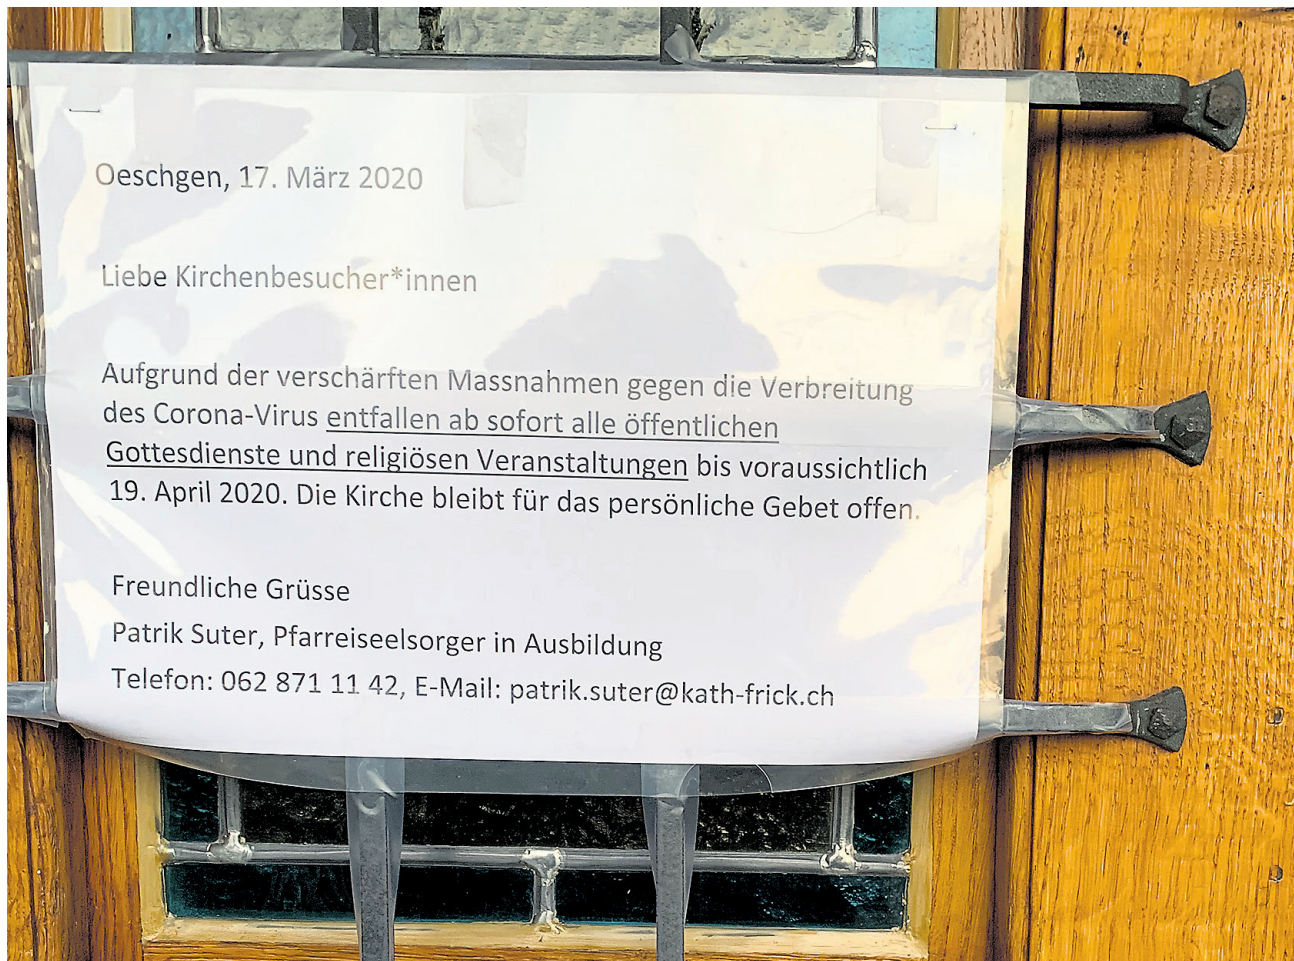 Oeschgen, 17. März 2020
Liebe Kirchenbesucher*innen
Aufgrund der verschärften Massnahmen gegen die Verbreitung
des Corona-Virus entfallen ab sofort alle öffentlichen
Gottesdienste und religiösen Veranstaltungen bis voraussichtlich
19. April 2020. Die Kirche bleibt für das persönliche Gebet offen.
Freundliche Grüsse
Patrik Suter, Pfarreiseelsorger in Ausbildung
Telefon: 062 871 11 42, E-Mail: patrik.suter@kath-frick.ch